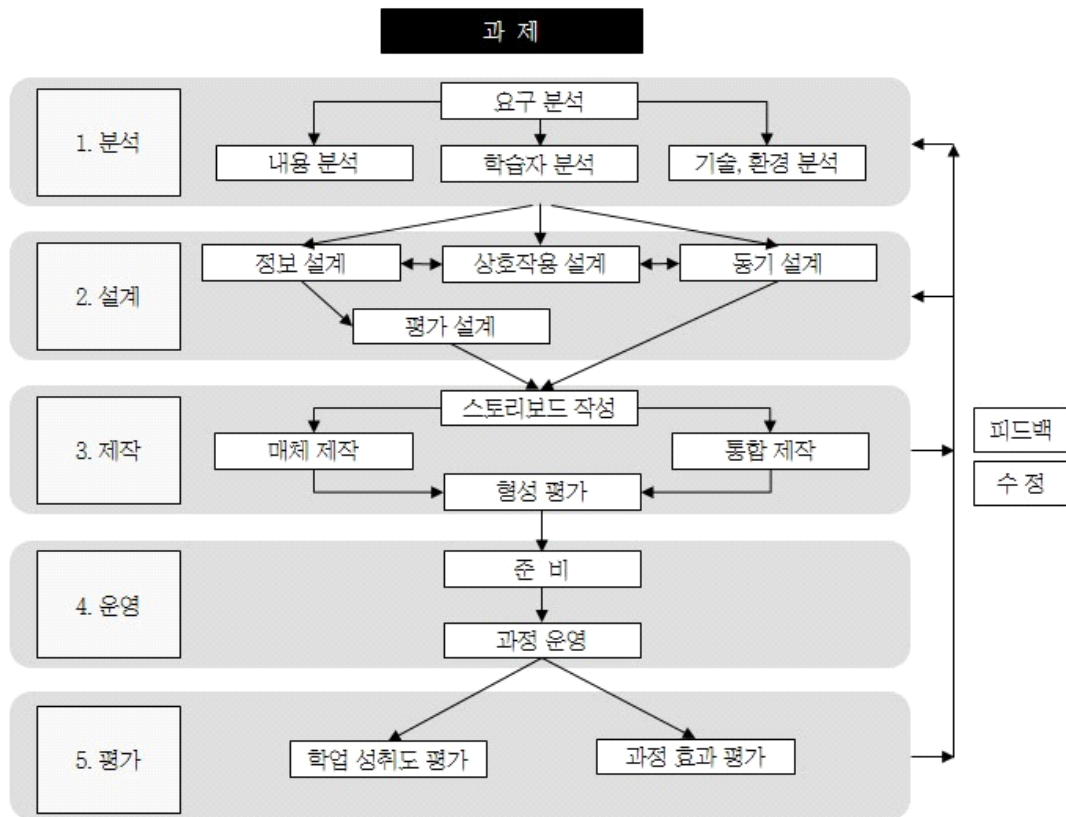 과 제
요구 분석
1. 분석
내용 분석
학습자 분석
기술, 환경 분석
정보 설계
상호작용 설계
동기 설계
2. 설계
평가 설계
스토리보드 작성
3. 제작
매체 제작
통합 제작
형성 평가
피드백
수 정
준 비
4. 운영
과정 운영
5. 평가
학업 성취도 평가
과정 효과 평가